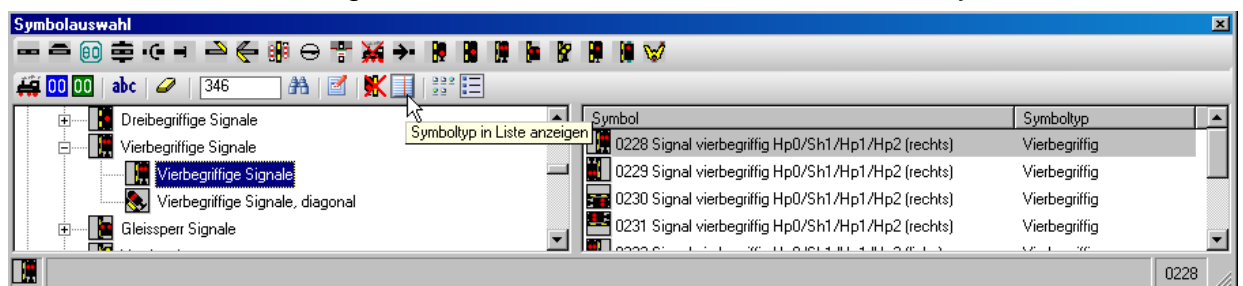 Symbolauswahl
00 00 abc 346
Symboltyp in Liste anzeigen
Dreibegriffige Signale
Vierbegriffige Signale
Vierbegriffige Signale
Vierbegriffige Signale, diagonal
Gleissperr Signale
Symbol Symboltyp
0228 Signal vierbegriffig Hp0/Sh1/Hp1/Hp2 (rechts) Vierbegriffig
0229 Signal vierbegriffig Hp0/Sh1/Hp1/Hp2 (rechts) Vierbegriffig
0230 Signal vierbegriffig Hp0/Sh1/Hp1/Hp2 (rechts) Vierbegriffig
0231 Signal vierbegriffig Hp0/Sh1/Hp1/Hp2 (rechts) Vierbegriffig
0228